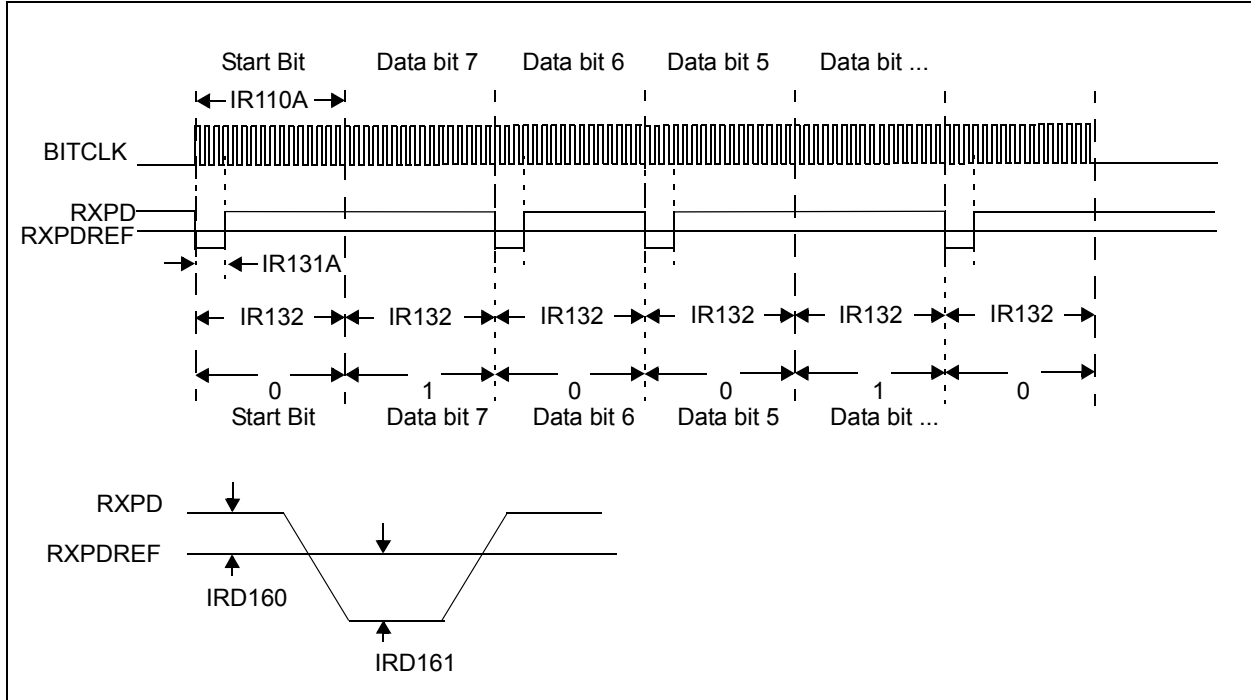 Start Bit Data bit 7 Data bit 6 Data bit 5 Data bit ...
IR110A
BITCLK
RXPD
RXPDREF
IR131A
IR132 IR132 IR132 IR132 IR132 IR132
0 1 0 0 1 0
Start Bit Data bit 7 Data bit 6 Data bit 5 Data bit ...
RXPD
RXPDREF
IRD160
IRD161